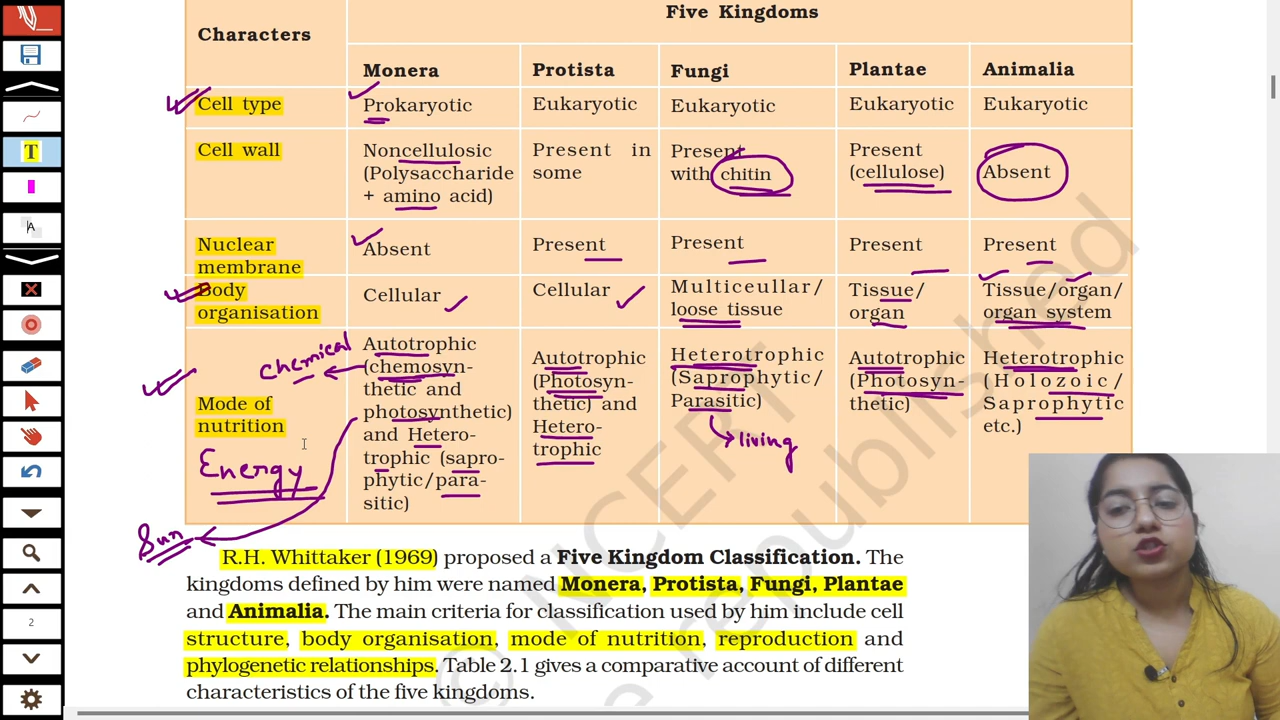 Five Kingdoms
Characters
Monera Protista Fungi Plantae Animalia
Cell type
Prokaryotic
Eukaryotic
Eukaryotic
Eukaryotic
Eukaryotic
Cell wall
Noncellulosic
(Polysaccharide
+ amino acid)
Present in
some
Present
with chitin
Present
(cellulose)
Absent
Nuclear
membrane
Absent
Present
Present
Present
Present
Body
organisation
Cellular
Cellular
Multiceullar/
loose tissue
Tissue/
organ
Tissue/organ/
organ system
Mode of
nutrition
Autotrophic
(chemosyn-
thetic and
photosynthetic)
and Hetero-
trophic (sapro-
phytic/para-
sitic)
Autotrophic
(Photosyn-
thetic) and
Hetero-
trophic
Heterotrophic
(Saprophytic/
Parasitic)
Autotrophic
(Photosyn-
thetic)
Heterotrophic
(Holozoic/
Saprophytic
etc.)
chemical
Energy
living
Sun
R.H. Whittaker (1969) proposed a Five Kingdom Classification. The
kingdoms defined by him were named Monera, Protista, Fungi, Plantae
and Animalia. The main criteria for classification used by him include cell
structure, body organisation, mode of nutrition, reproduction and
phylogenetic relationships. Table 2.1 gives a comparative account of different
characteristics of the five kingdoms.
© NCERT
be republished
T
A
2